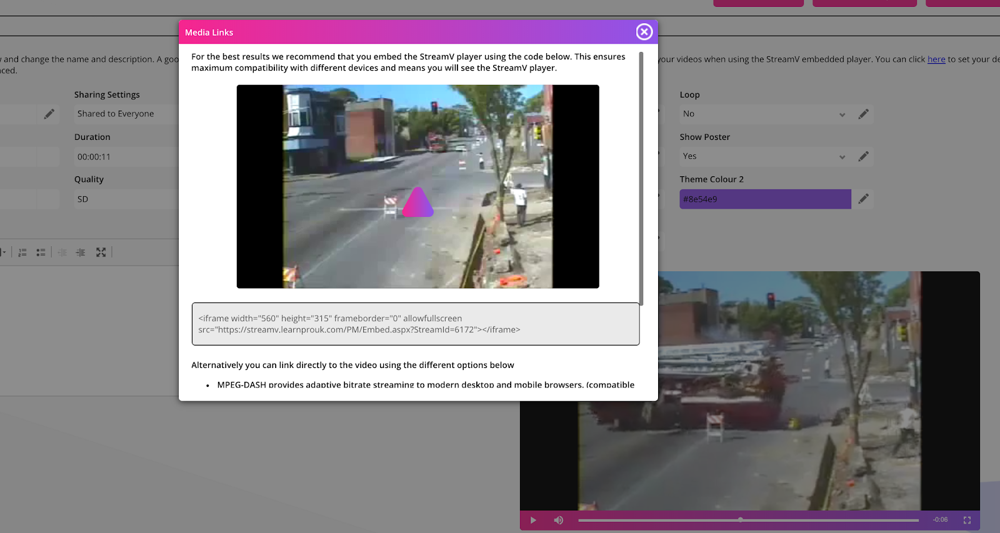 Media Links
For the best results we recommend that you embed the StreamV player using the code below. This ensures
maximum compatibility with different devices and means you will see the StreamV player.
<iframe width="560" height="315" frameborder="0" allowfullscreen
src="https://streamv.learnprouk.com/PM/Embed.aspx?StreamId=6172"></iframe>
Alternatively you can link directly to the video using the different options below
• MPEG-DASH provides adaptive bitrate streaming to modern desktop and mobile browsers. (compatible
and change the name and description. A
your videos when using the StreamV embedded player. You can click here to set your
Sharing Settings
Shared to Everyone
Duration
00:00:11
Quality
SD
Loop
No
Show Poster
Yes
Theme Colour 2
#8e54e9
-0:06